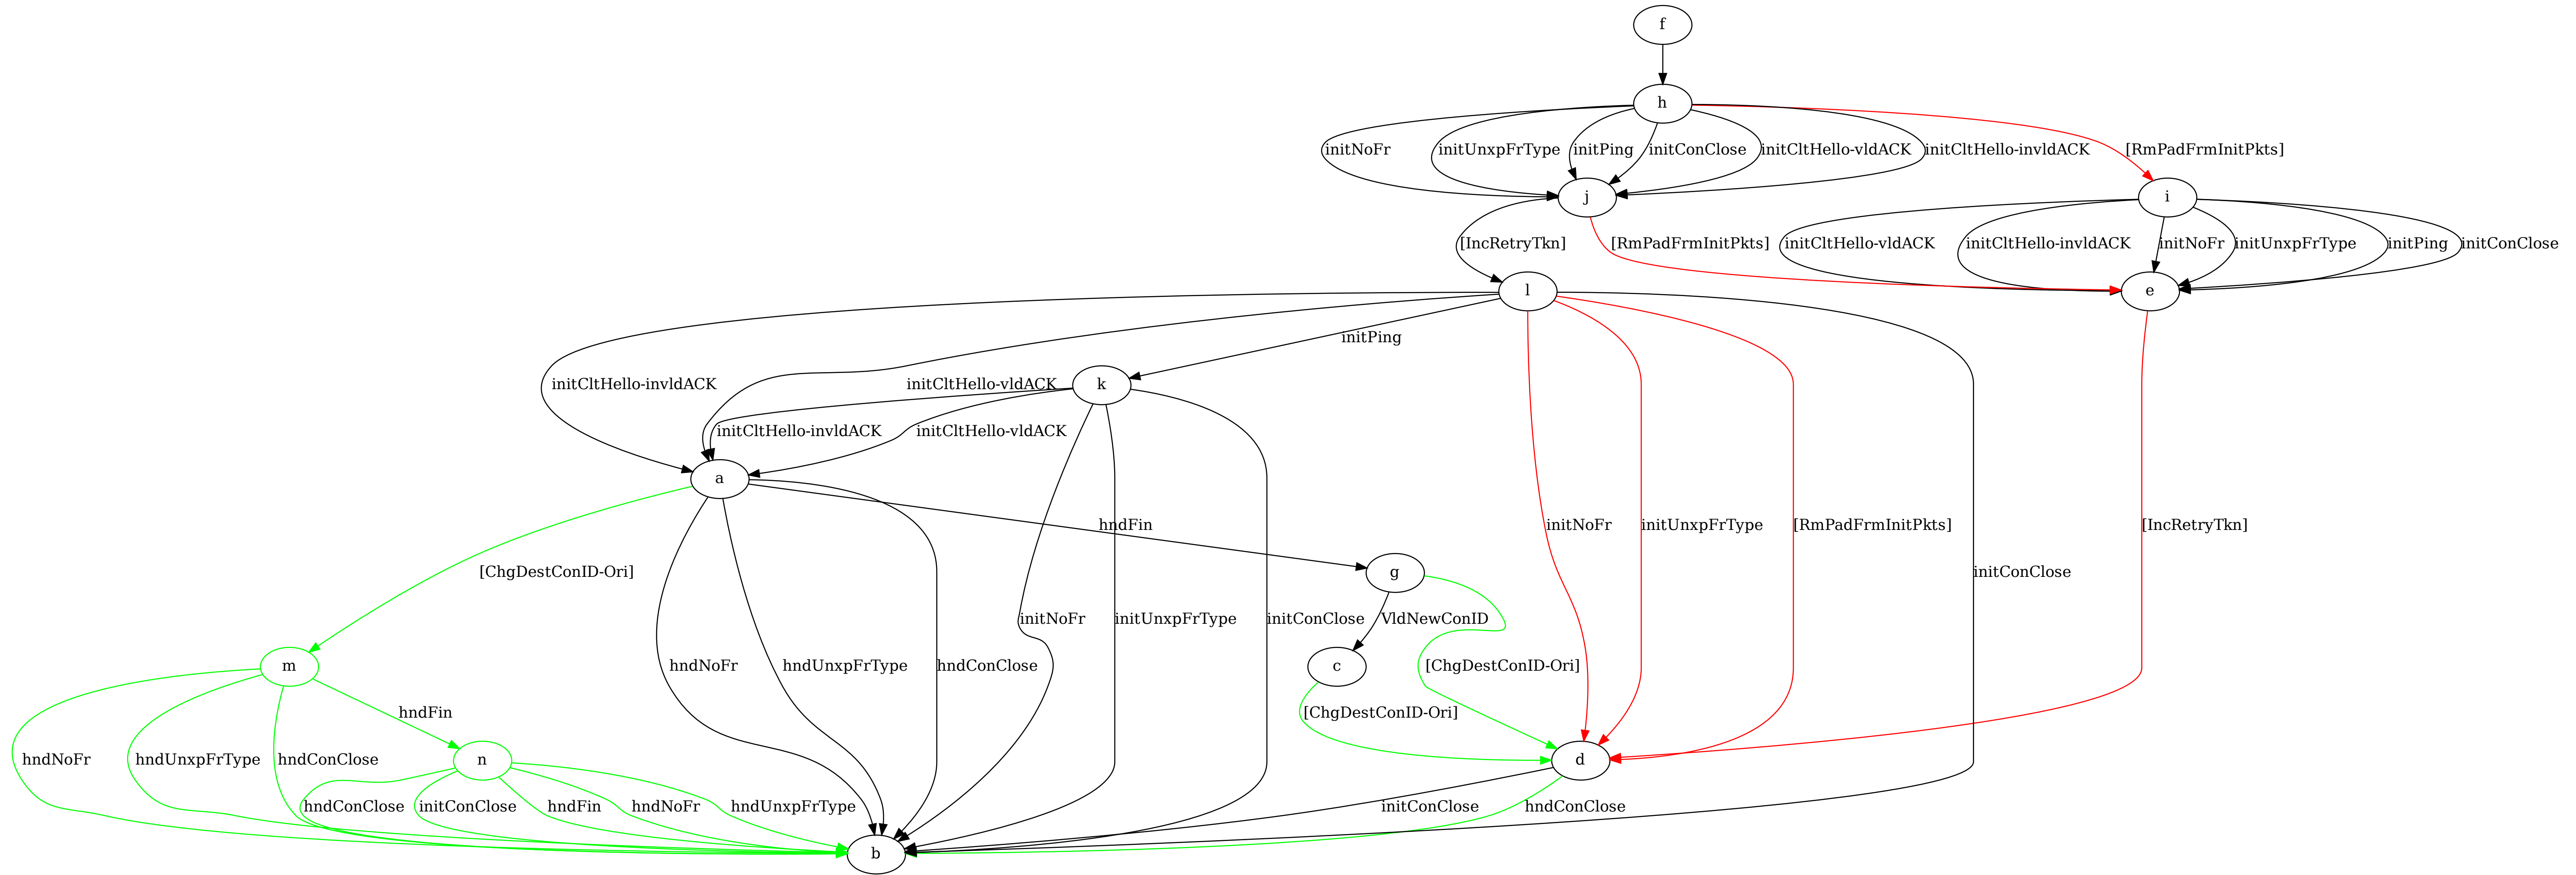 f
h
initNoFr
initUnxpFrType
initPing
initConClose
initCltHello-vldACK
initCltHello-invldACK
[RmPadFrmInitPkts]
j
i
[IncRetryTkn]
[RmPadFrmInitPkts]
initCltHello-vldACK
initCltHello-invldACK
initNoFr
initUnxpFrType
initPing
initConClose
l
e
initPing
initCltHello-invldACK
initCltHello-vldACK
k
initCltHello-invldACK
initCltHello-vldACK
a
hndFin
initNoFr
initUnxpFrType
[RmPadFrmInitPkts]
[IncRetryTkn]
[ChgDestConID-Ori]
g
initConClose
initNoFr
initUnxpFrType
initConClose
VldNewConID
m
hndNoFr
hndUnxpFrType
hndConClose
c
[ChgDestConID-Ori]
hndFin
[ChgDestConID-Ori]
hndNoFr
hndUnxpFrType
hndConClose
n
d
hndConClose
initConClose
hndFin
hndNoFr
hndUnxpFrType
initConClose
hndConClose
b